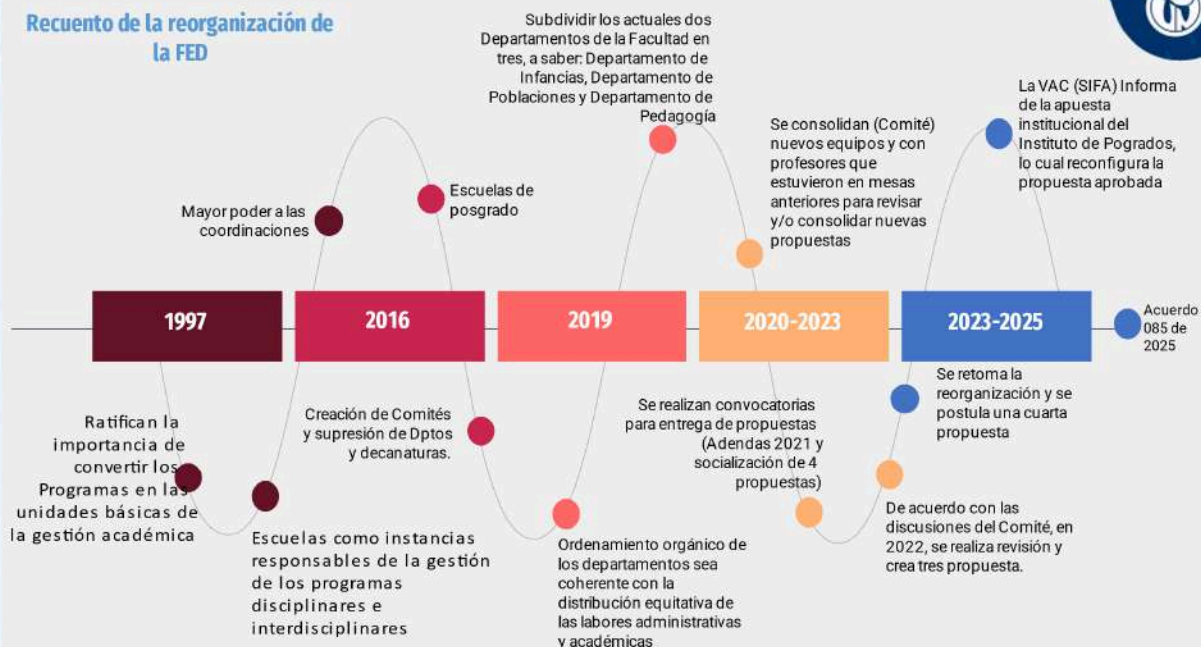 Recuento de la reorganización de
la FED
Subdividir los actuales dos
Departamentos de la Facultad en
tres, a saber: Departamento de
Infancias, Departamento de
Poblaciones y Departamento de
Pedagogía
La VAC (SIFA) Informa
de la apuesta
institucional del
Instituto de Pogrados,
lo cual reconfigura la
propuesta aprobada
Se consolidan (Comité)
nuevos equipos y con
profesores que
estuvieron en mesas
anteriores para revisar
y/o consolidar nuevas
propuestas
Mayor poder a las
coordinaciones
Escuelas de
posgrado
1997
2016
2019
2020-2023
2023-2025
Acuerdo
085 de
2025
Ratifican la
importancia de
convertir los
Programas en las
unidades básicas de
la gestión académica
Escuelas como instancias
responsables de la gestión
de los programas
disciplinares e
interdisciplinares
Creación de Comités
y supresión de Dptos
y decanaturas.
Ordenamiento orgánico de
los departamentos sea
coherente con la
distribución equitativa de
las labores administrativas
y académicas
Se realizan convocatorias
para entrega de propuestas
(Adendas 2021 y
socialización de 4
propuestas)
De acuerdo con las
discusiones del Comité, en
2022, se realiza revisión y
crea tres propuesta.
Se retoma la
reorganización y se
postula una cuarta
propuesta